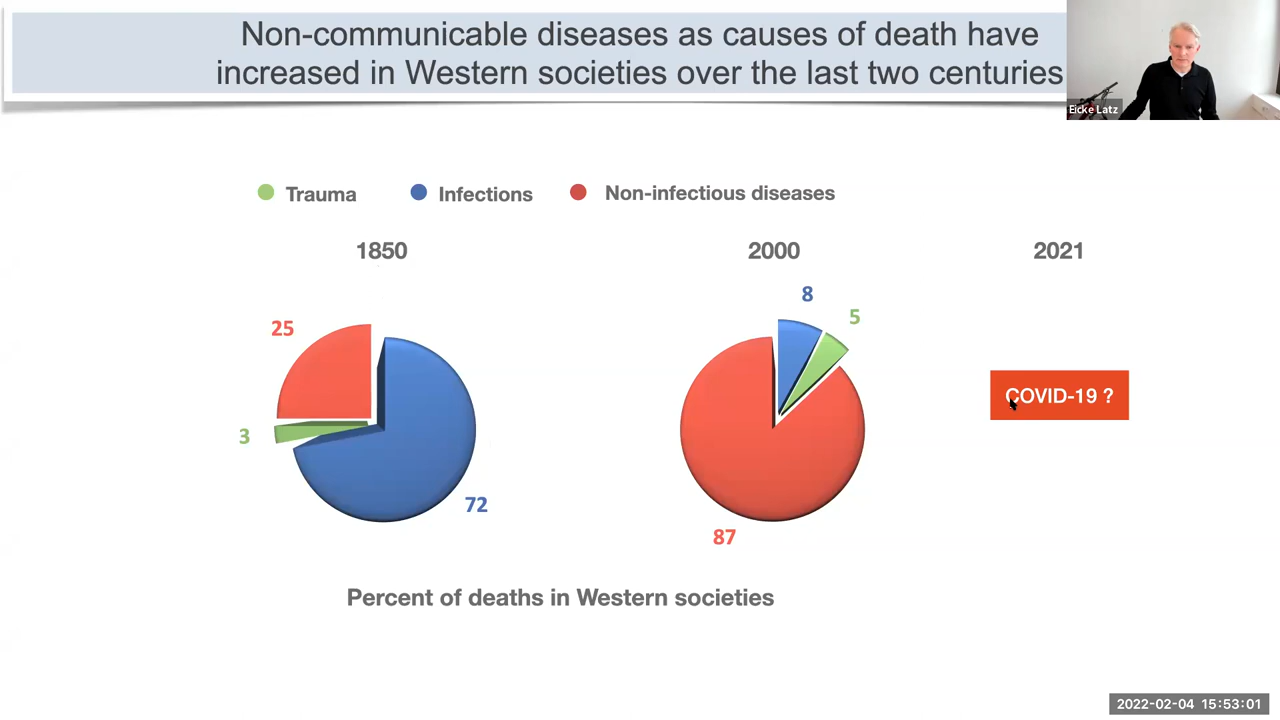 Non-communicable diseases as causes of death have
increased in Western societies over the last two centuries
Eicke Latz
Trauma
Infections
Non-infectious diseases
1850
2000
2021
25
3
72
8
5
87
COVID-19 ?
Percent of deaths in Western societies
2022-02-04 15:53:01